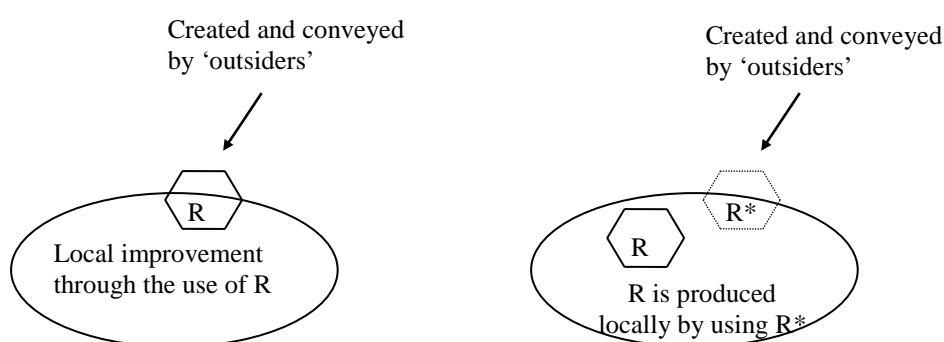 Created and conveyed
by ‘outsiders’
R
Local improvement
through the use of R
Created and conveyed
by ‘outsiders’
R*
R
R is produced
locally by using R*